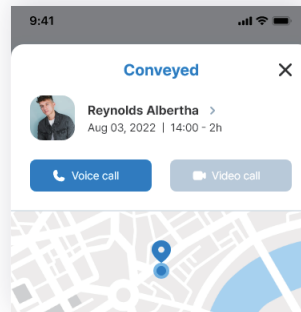 9:41
Conveyed
Reynolds Albertha
Aug 03, 2022 | 14:00 - 2h
Voice call
Video call